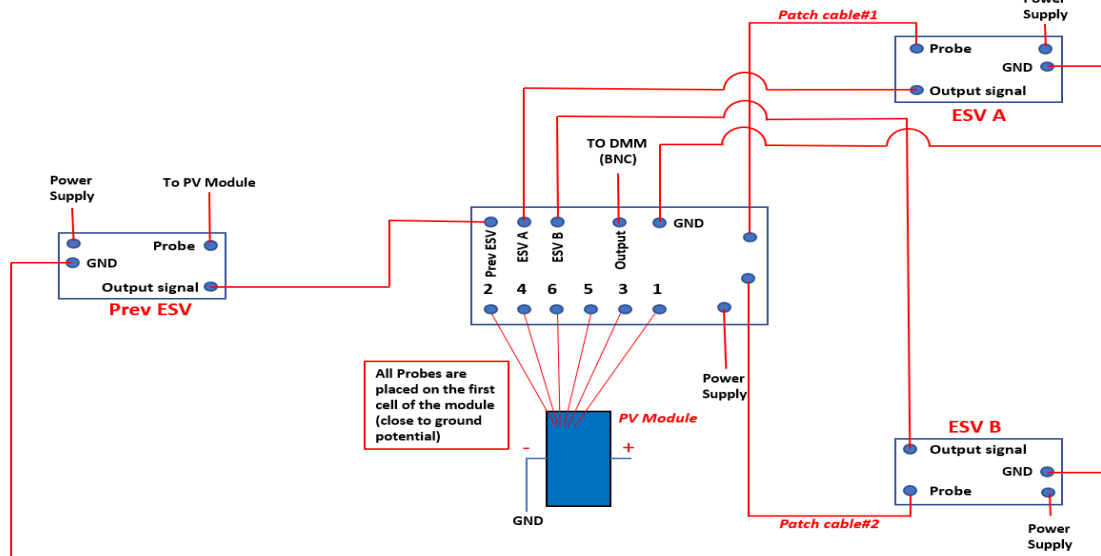 Patch cable#1
Power
Supply
Probe
GND
Output signal
ESV A
TO DMM
(BNC)
Power
Supply
To PV Module
Probe
GND
Output signal
Prev ESV
Prev ESV
ESV A
ESV B
Output
GND
2 4 6 5 3 1
Power
Supply
All Probes are
placed on the first
cell of the module
(close to ground
potential)
PV Module
- +
GND
ESV B
Output signal
GND
Probe
Patch cable#2
Power
Supply